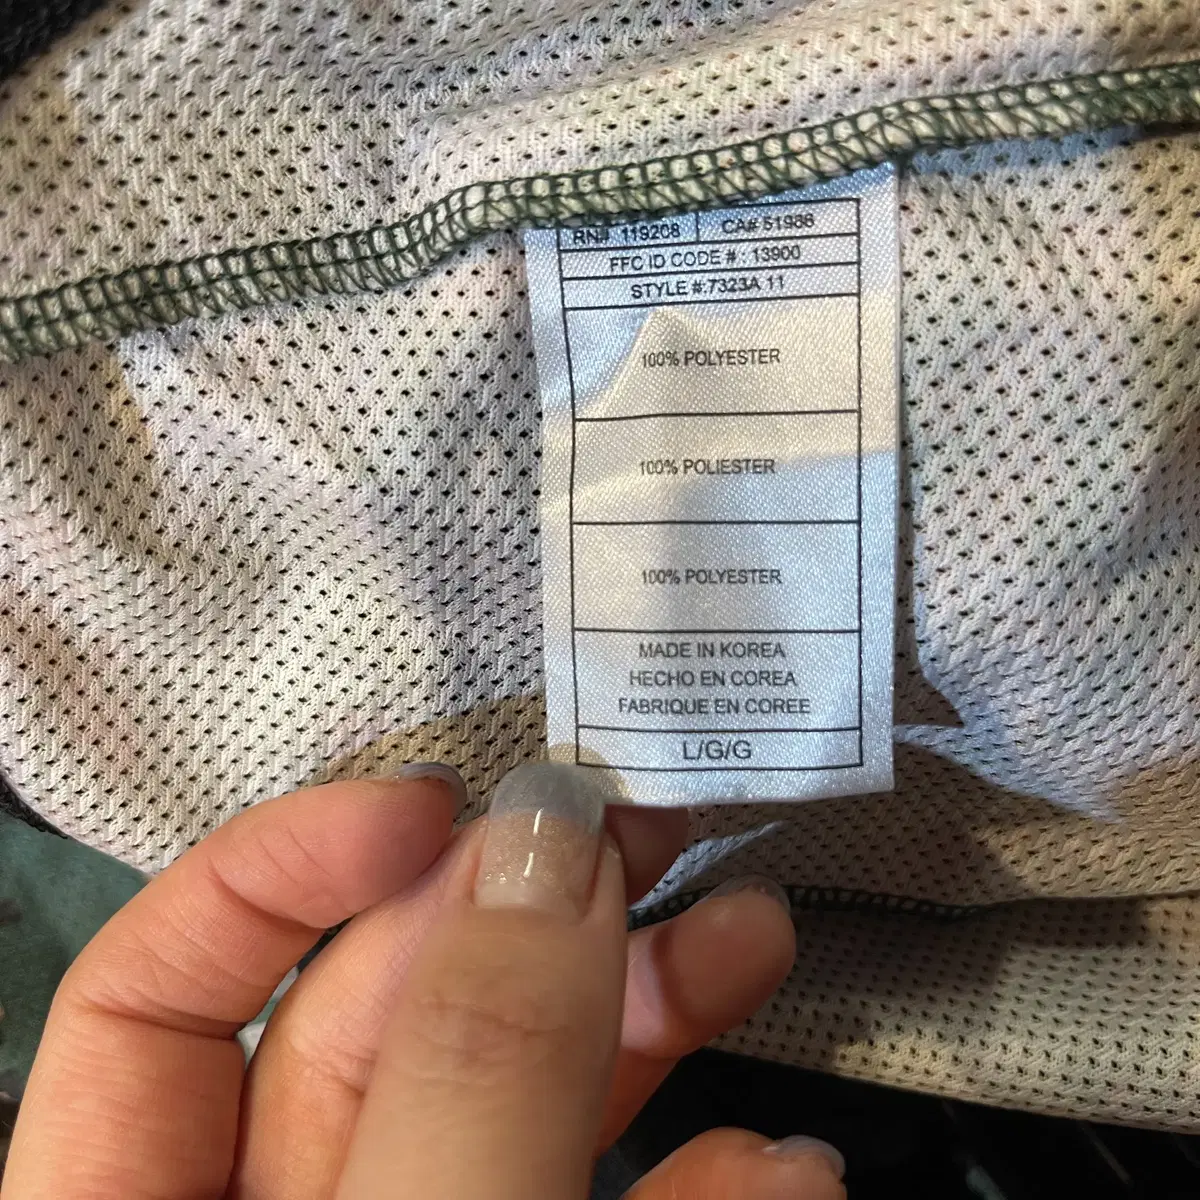 RN# 119208 CA# 51986
FFC ID CODE # : 13900
STYLE #:7323A 11
100% POLYESTER
100% POLIESTER
100% POLYESTER
MADE IN KOREA
HECHO EN COREA
FABRIQUE EN COREE
L/G/G